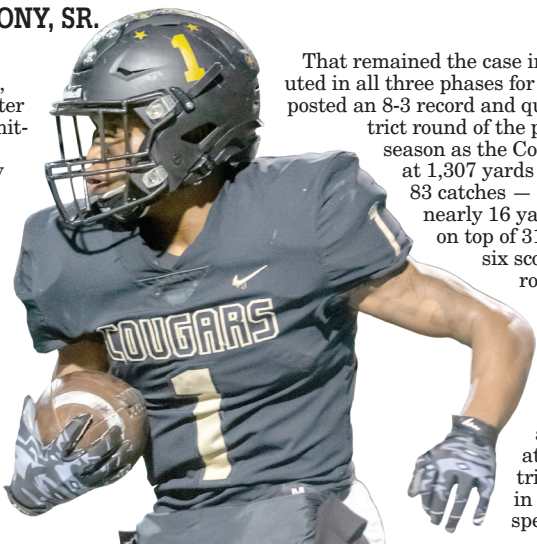 ONY, SR.
ter
nit-
y
That remained the case in
uted in all three phases for
posted an 8-3 record and qu
trict round of the p
season as the Co
at 1,307 yards
83 catches —
nearly 16 ya
on top of 31
six sco
ro
a
at
tri
in
spe
1
1
COUGARS
1